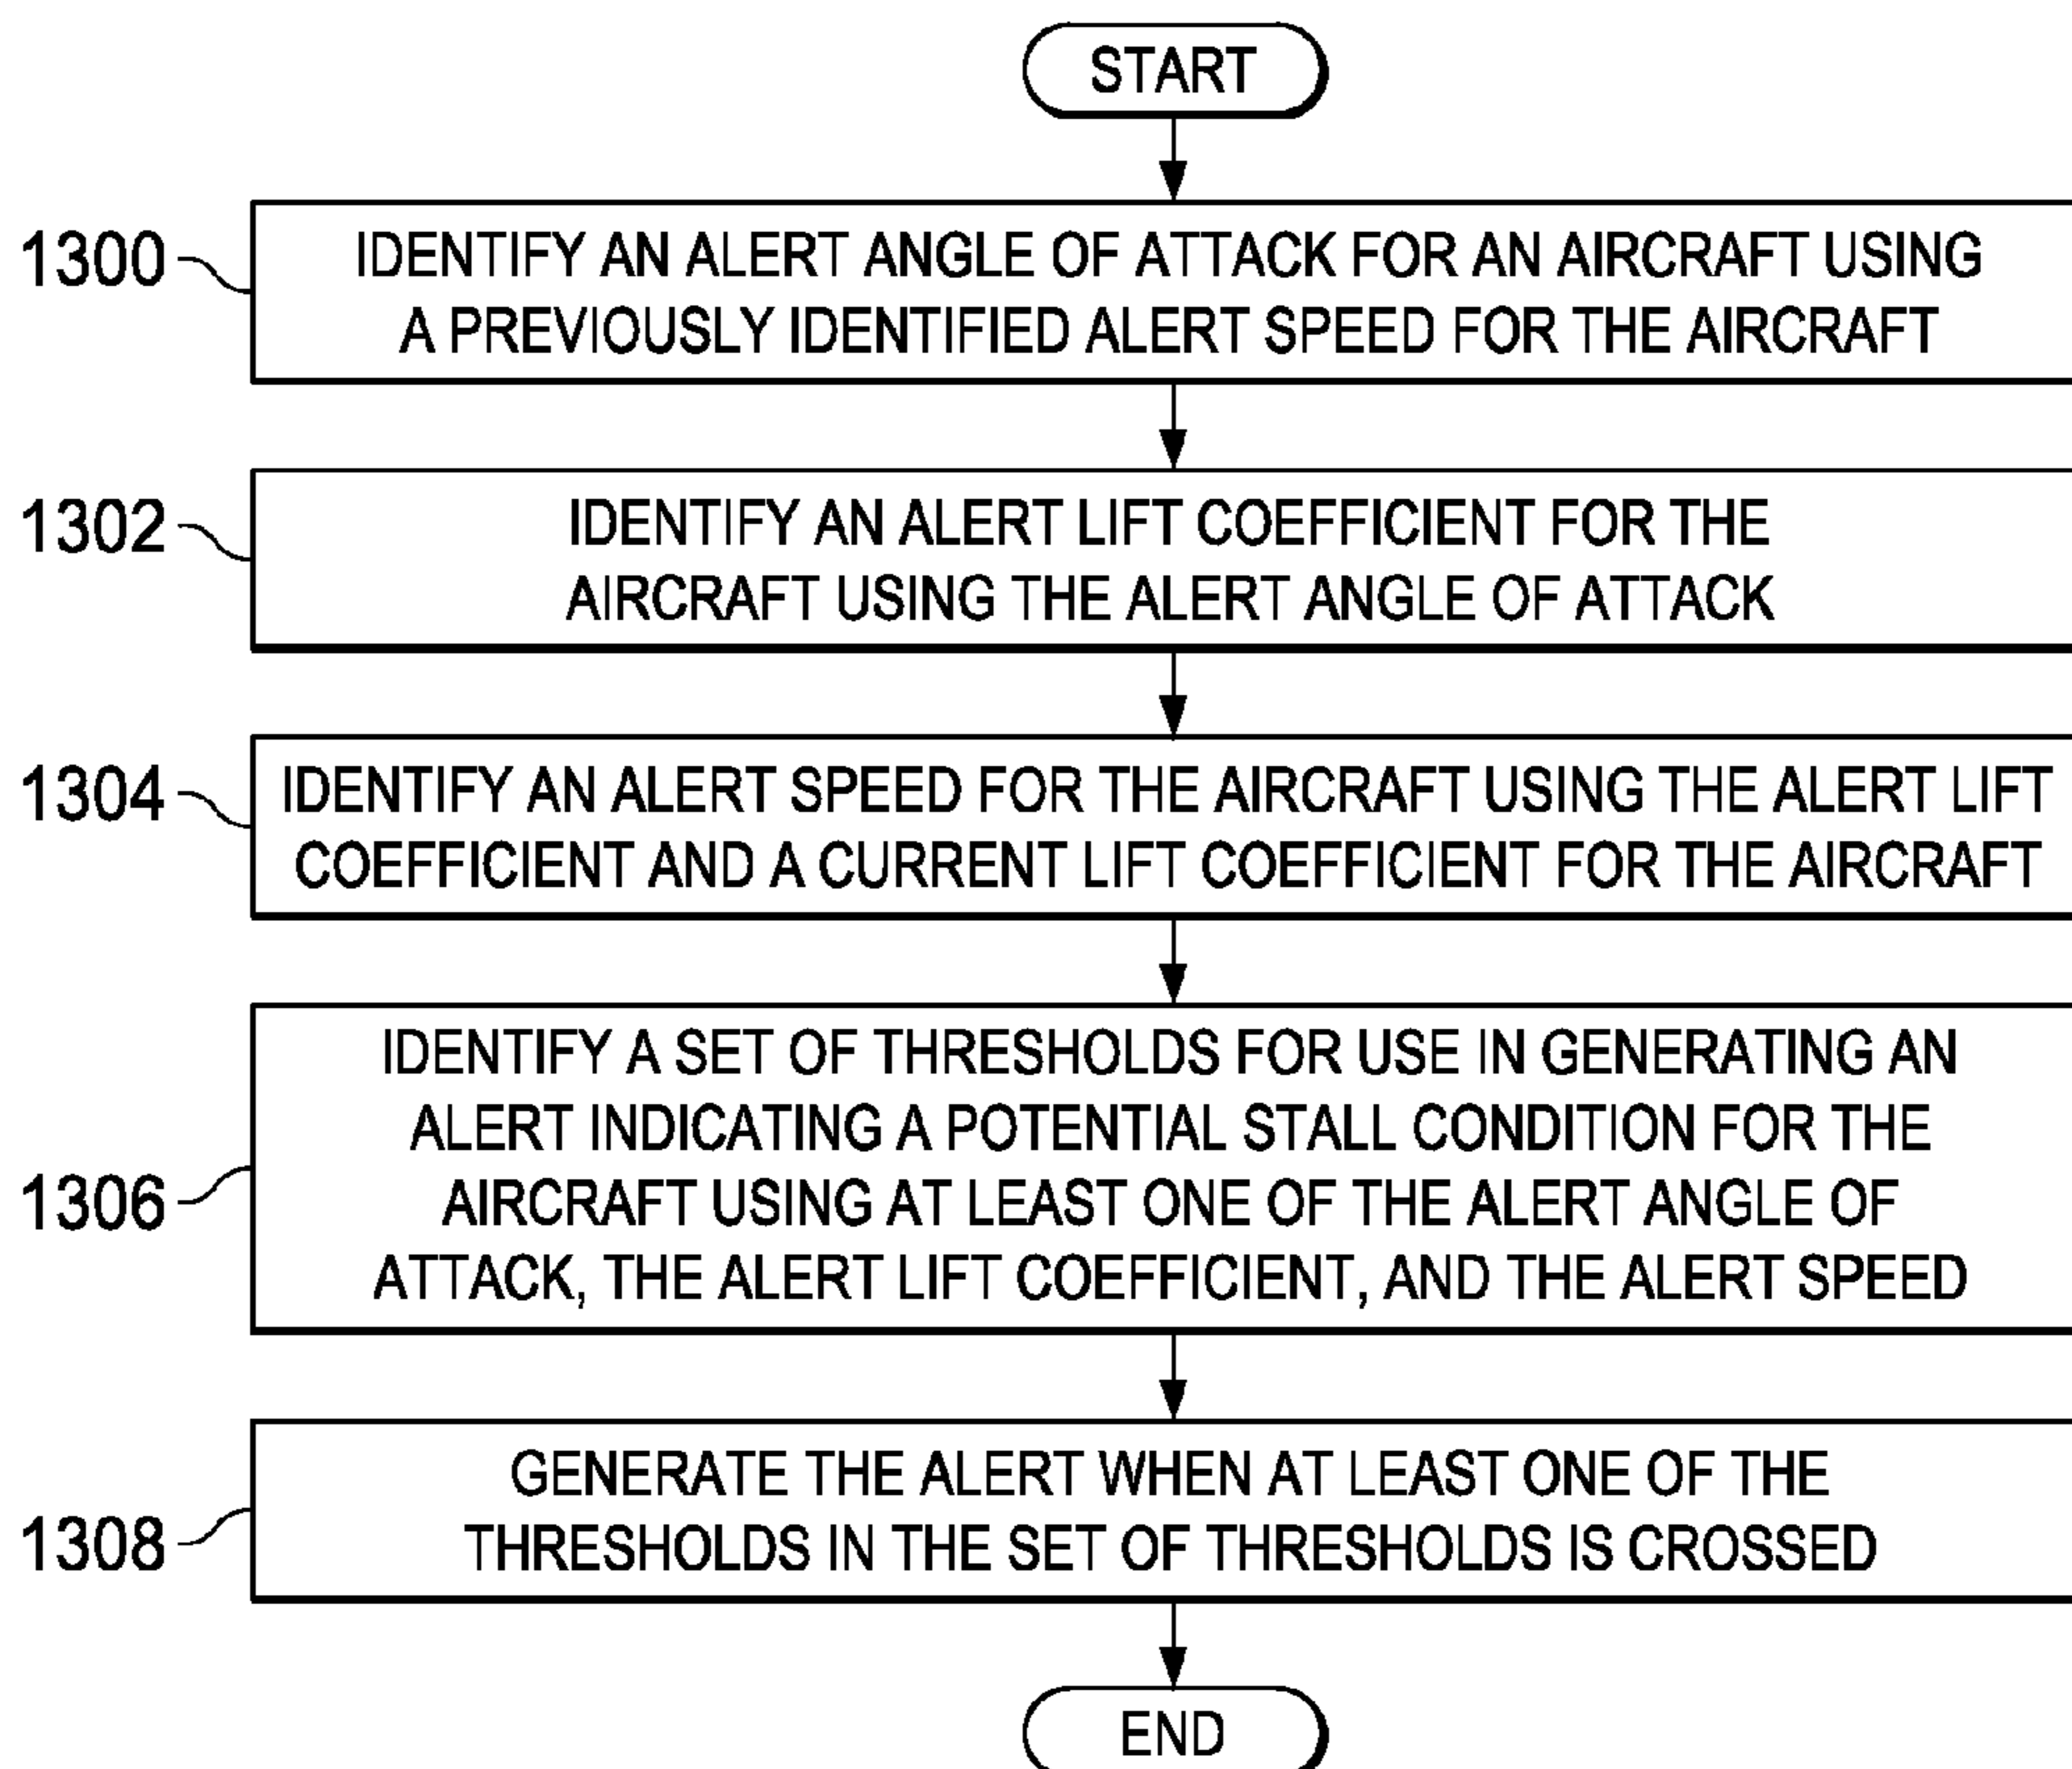 START
1300
IDENTIFY AN ALERT ANGLE OF ATTACK FOR AN AIRCRAFT USING
A PREVIOUSLY IDENTIFIED ALERT SPEED FOR THE AIRCRAFT
1302
IDENTIFY AN ALERT LIFT COEFFICIENT FOR THE
AIRCRAFT USING THE ALERT ANGLE OF ATTACK
1304
IDENTIFY AN ALERT SPEED FOR THE AIRCRAFT USING THE ALERT LIFT
COEFFICIENT AND A CURRENT LIFT COEFFICIENT FOR THE AIRCRAFT
1306
IDENTIFY A SET OF THRESHOLDS FOR USE IN GENERATING AN
ALERT INDICATING A POTENTIAL STALL CONDITION FOR THE
AIRCRAFT USING AT LEAST ONE OF THE ALERT ANGLE OF
ATTACK, THE ALERT LIFT COEFFICIENT, AND THE ALERT SPEED
1308
GENERATE THE ALERT WHEN AT LEAST ONE OF THE
THRESHOLDS IN THE SET OF THRESHOLDS IS CROSSED
END